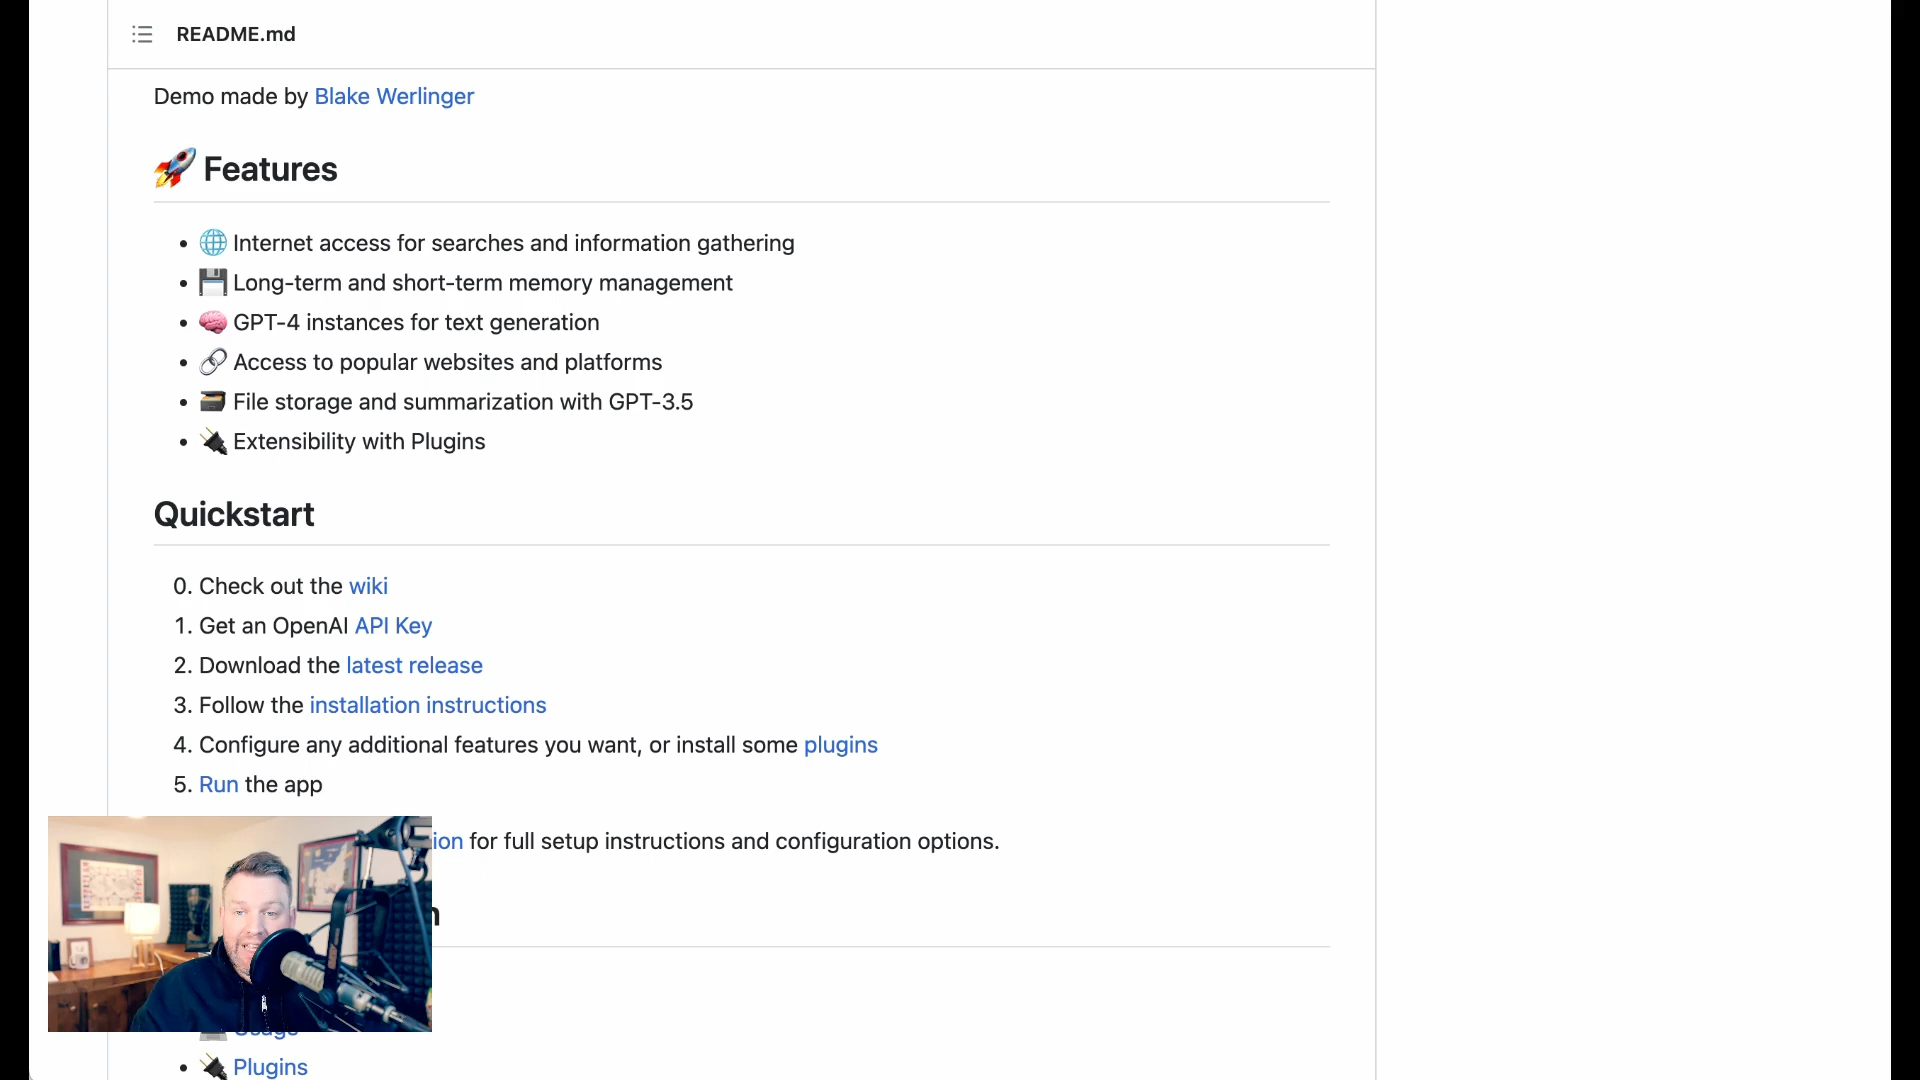 README.md
Demo made by Blake Werlinger
🚀 Features
• 🌐 Internet access for searches and information gathering
• 💾 Long-term and short-term memory management
• 🧠 GPT-4 instances for text generation
• 🔗 Access to popular websites and platforms
• 🗃️ File storage and summarization with GPT-3.5
• 🔌 Extensibility with Plugins
Quickstart
0. Check out the wiki
1. Get an OpenAI API Key
2. Download the latest release
3. Follow the installation instructions
4. Configure any additional features you want, or install some plugins
5. Run the app
for full setup instructions and configuration options.
• 🔌 Plugins